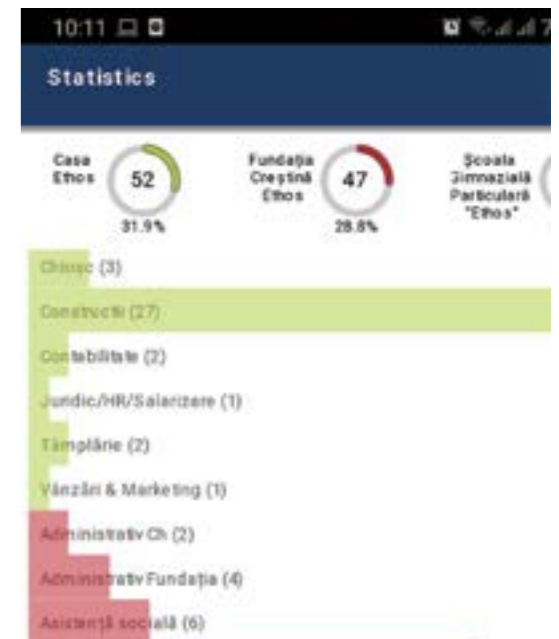 10:11
Statistics
Casa
Ethos
52
31.9%
Fundația
Creștină
Ethos
47
28.8%
Școala
Gimnazială
Particulară
"Ethos"
Chioșc (3)
Constructii (27)
Contabilitate (2)
Juridic/HR/Salarizare (1)
Tâmplărie (2)
Vânzări & Marketing (1)
Administrativ Ch (2)
Administrativ Fundația (4)
Asistență socială (6)